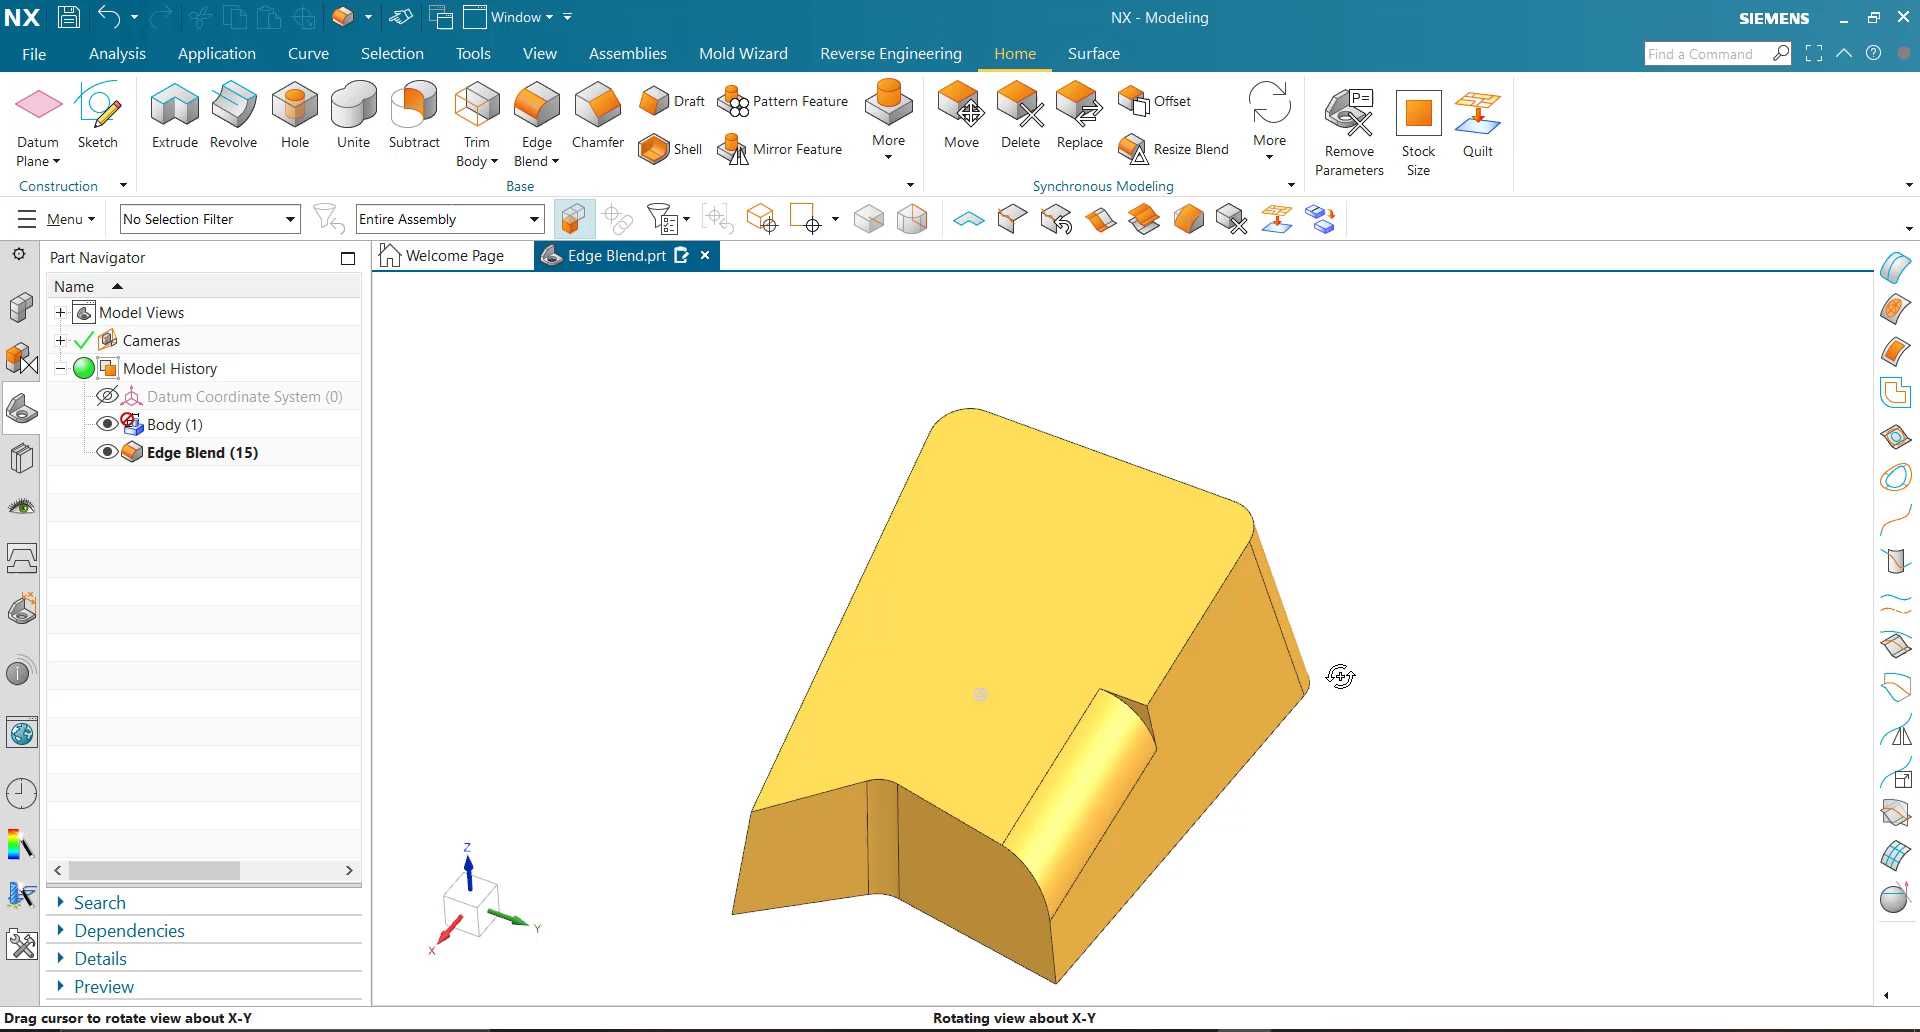 NX
Window
NX - Modeling
SIEMENS
File
Analysis
Application
Curve
Selection
Tools
View
Assemblies
Mold Wizard
Reverse Engineering
Home
Surface
Find a Command
Datum
Plane
Sketch
Extrude
Revolve
Hole
Unite
Subtract
Trim
Body
Edge
Blend
Chamfer
Draft
Shell
Pattern Feature
Mirror Feature
More
Move
Delete
Replace
Offset
Resize Blend
More
P=
Remove
Parameters
Stock
Size
Quilt
Construction
Base
Synchronous Modeling
Menu
No Selection Filter
Entire Assembly
Part Navigator
Welcome Page
Edge Blend.prt
Name
Model Views
Cameras
Model History
Datum Coordinate System (0)
Body (1)
Edge Blend (15)
Search
Dependencies
Details
Preview
Z
Y
X
Drag cursor to rotate view about X-Y
Rotating view about X-Y